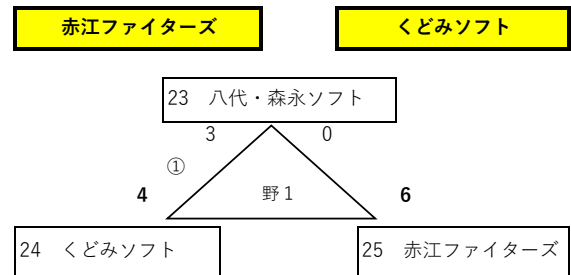 赤江ファイターズ
くどみソフト
23　八代・森永ソフト
3
0
①
4
野1
6
24　くどみソフト
25　赤江ファイターズ